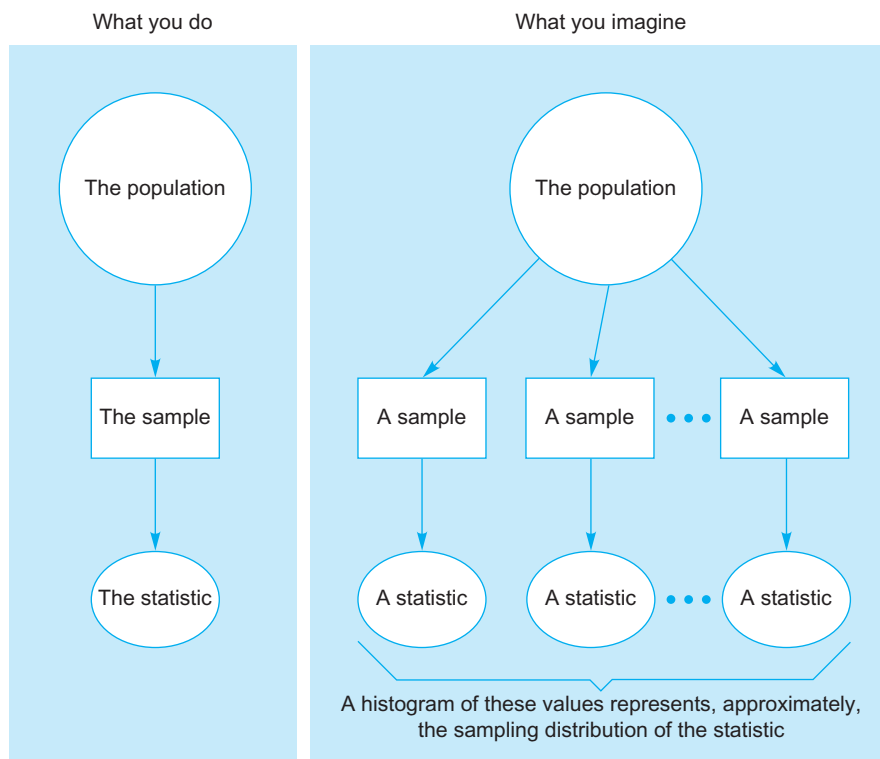 What you do
What you imagine
The population
The sample
The statistic
The population
A sample
A sample
A sample
A statistic
A statistic
A statistic
A histogram of these values represents, approximately,
the sampling distribution of the statistic